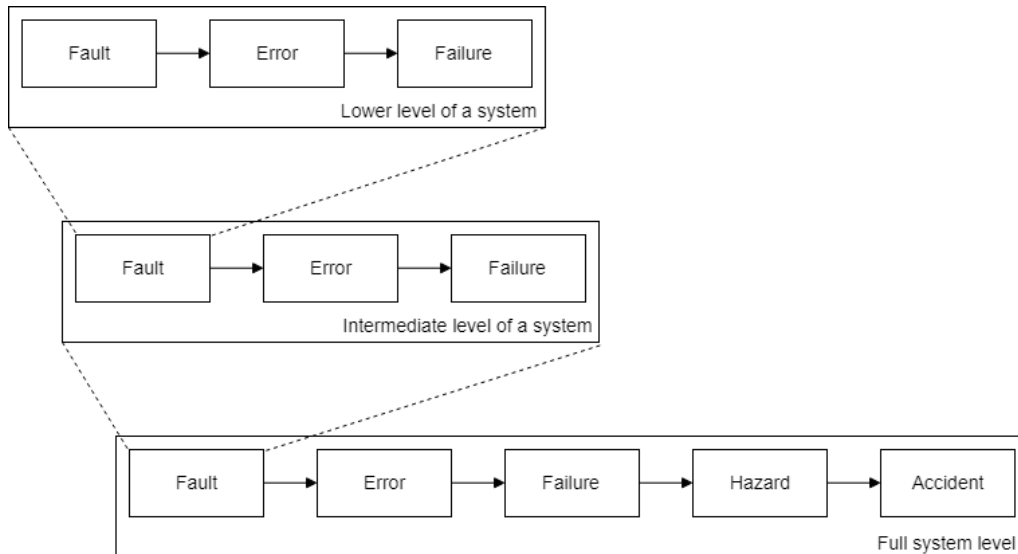 Fault
Error
Failure
Lower level of a system
Fault
Error
Failure
Intermediate level of a system
Fault
Error
Failure
Hazard
Accident
Full system level